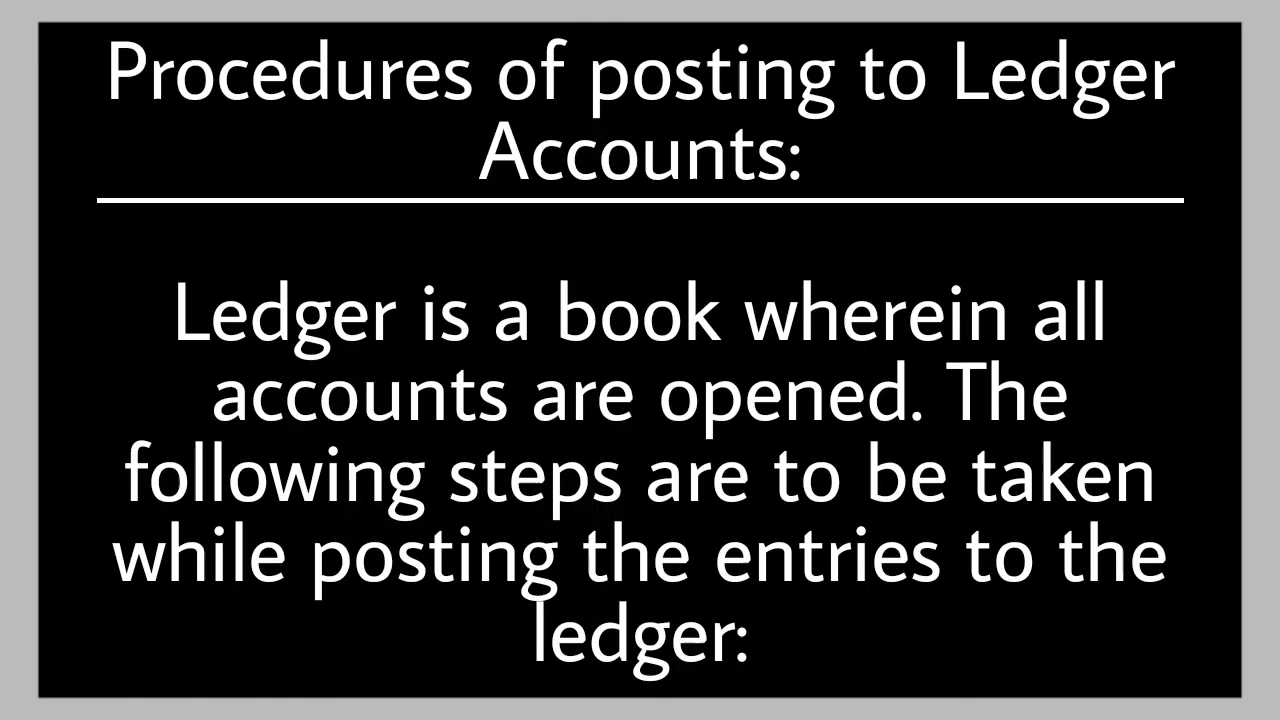 Procedures of posting to Ledger
Accounts:
Ledger is a book wherein all
accounts are opened. The
following steps are to be taken
while posting the entries to the
ledger: